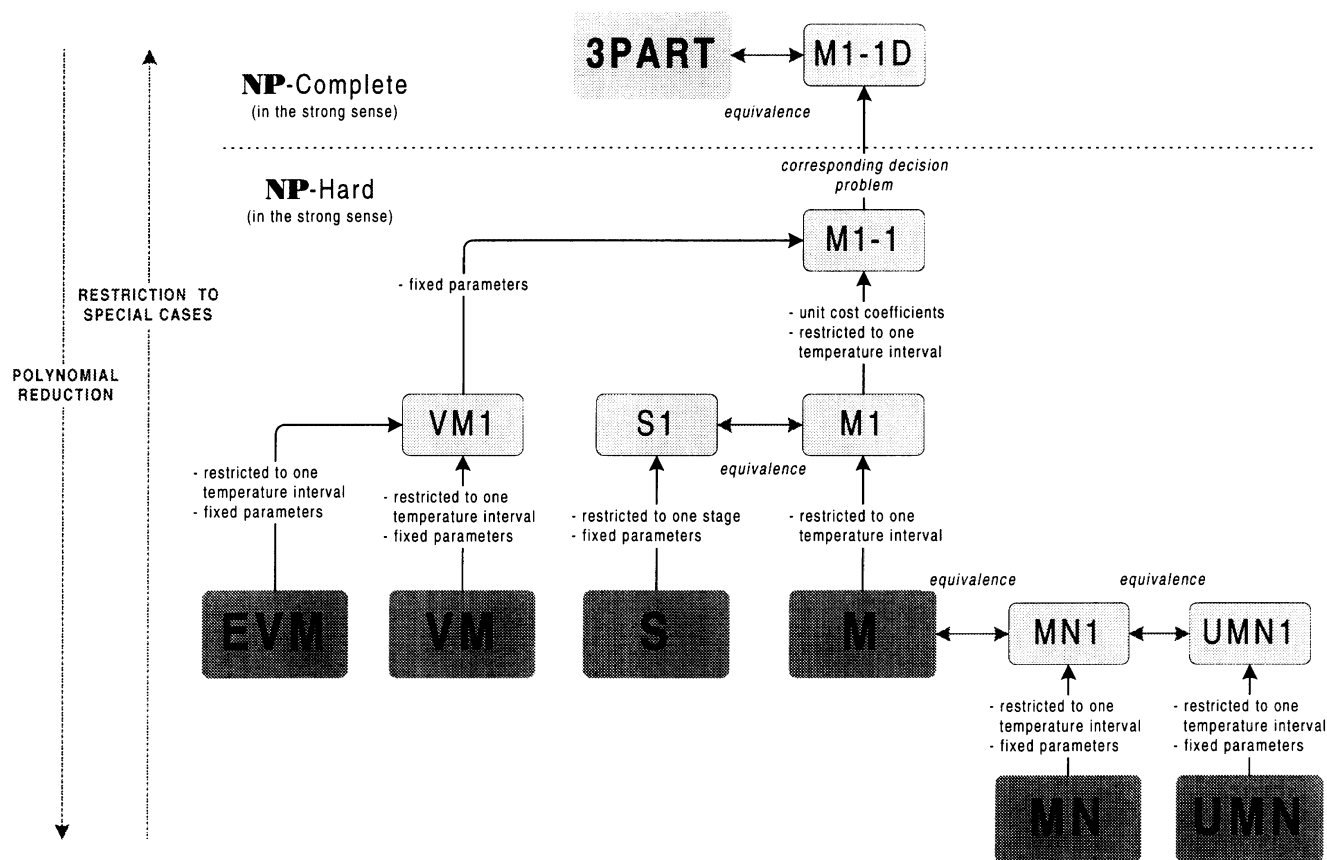 3PART
M1-1D
NP-Complete
(in the strong sense)
equivalence
corresponding decision
problem
NP-Hard
(in the strong sense)
M1-1
- fixed parameters
RESTRICTION TO
SPECIAL CASES
- unit cost coefficients
- restricted to one
temperature interval
POLYNOMIAL
REDUCTION
VM1
S1
M1
equivalence
- restricted to one
temperature interval
- fixed parameters
- restricted to one
temperature interval
- fixed parameters
- restricted to one stage
- fixed parameters
- restricted to one
temperature interval
equivalence
equivalence
EVM
VM
S
M
MN1
UMN1
- restricted to one
temperature interval
- fixed parameters
- restricted to one
temperature interval
- fixed parameters
MN
UMN